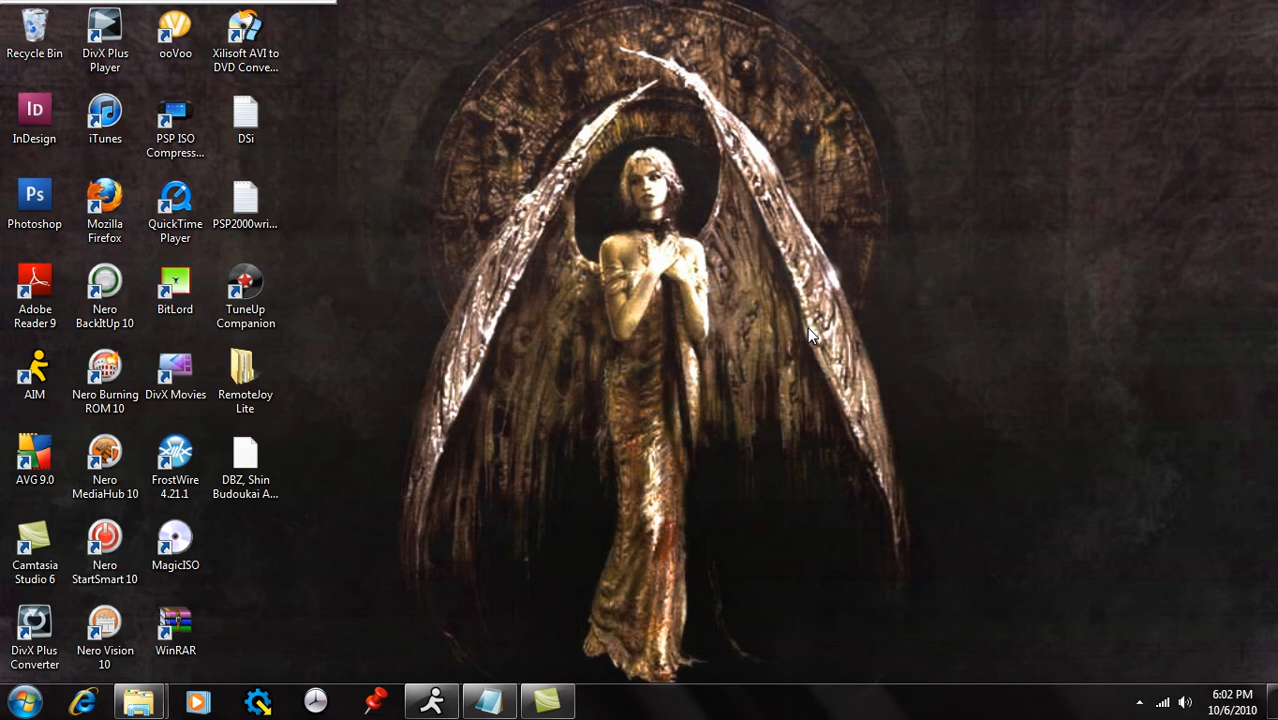 Recycle Bin
DivX Plus
Player
ooVoo
Xilisoft AVI to
DVD Conve...
Id
InDesign
iTunes
PSP ISO
Compress...
DSi
Ps
Photoshop
Mozilla
Firefox
QuickTime
Player
PSP2000wri...
Adobe
Reader 9
Nero
BackItUp 10
BitLord
TuneUp
Companion
AIM
Nero Burning
ROM 10
DivX Movies
RemoteJoy
Lite
AVG 9.0
Nero
MediaHub 10
FrostWire
4.21.1
DBZ, Shin
Budoukai A...
Camtasia
Studio 6
Nero
StartSmart 10
MagicISO
DivX Plus
Converter
Nero Vision
10
WinRAR
6:02 PM
10/6/2010